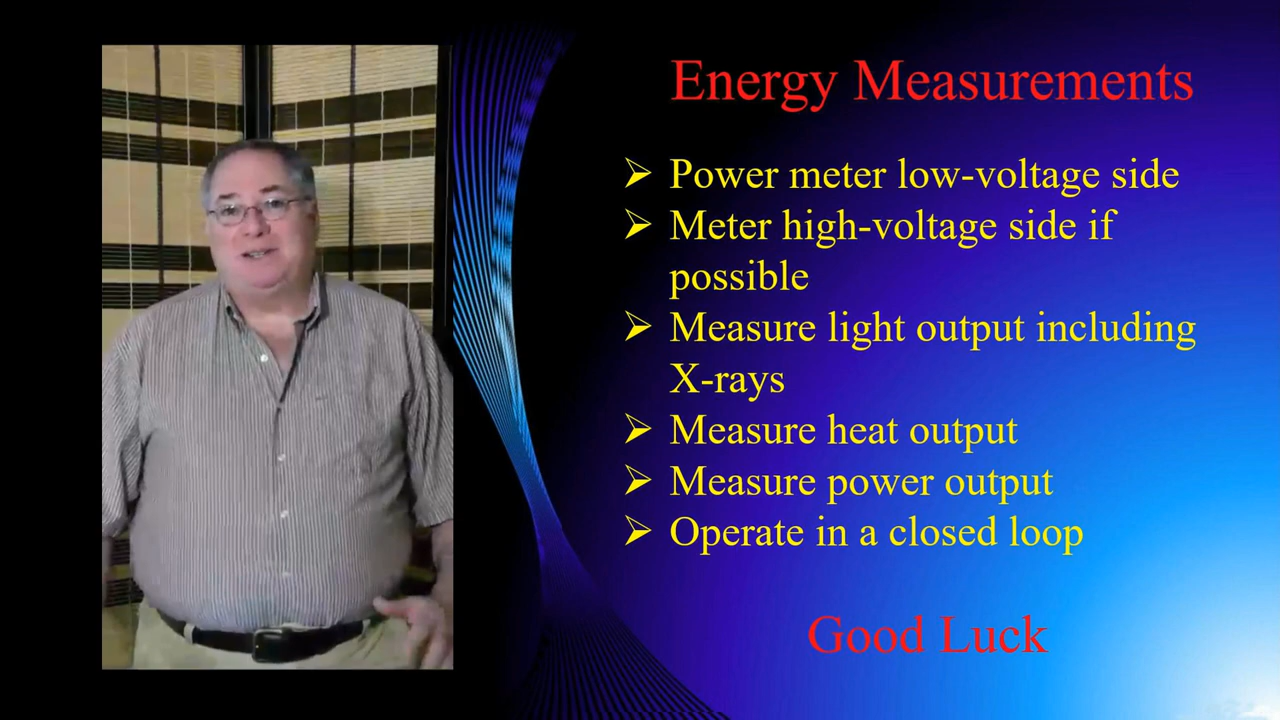 Energy Measurements
➢ Power meter low-voltage side
➢ Meter high-voltage side if
possible
➢ Measure light output including
X-rays
➢ Measure heat output
➢ Measure power output
➢ Operate in a closed loop
Good Luck